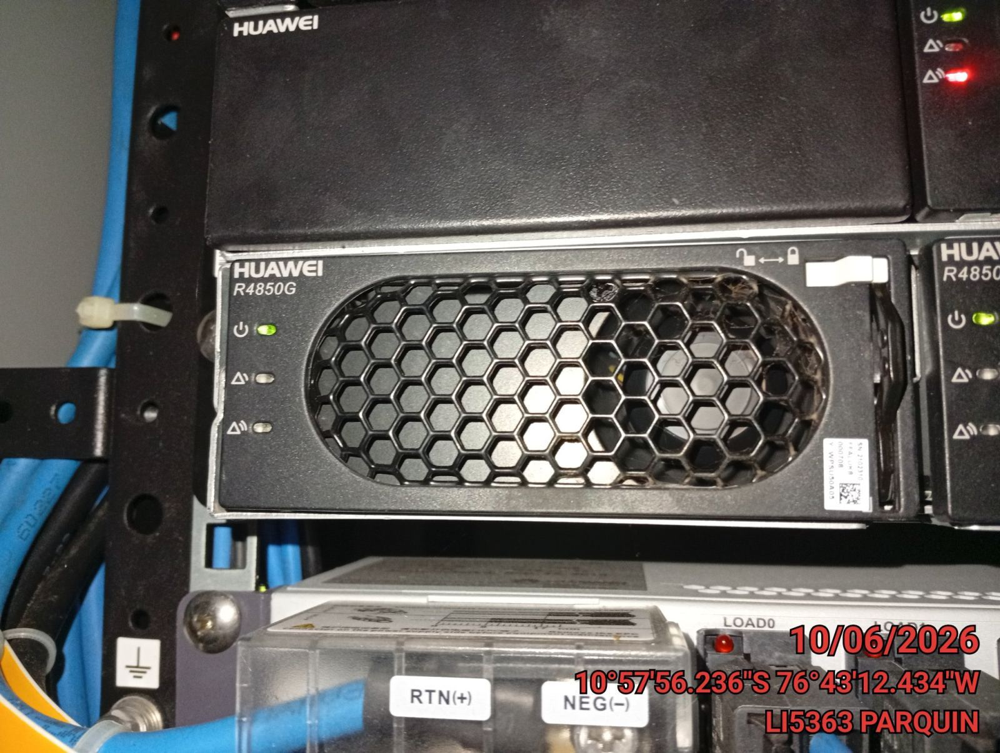 HUAWEI
HUAWEI
R4850G
HUAW
R4850
LOAD0
RTN(+)
NEG(−)
10/06/2026
10°57'56.236"S 76°43'12.434"W
LI5363 PARQUIN